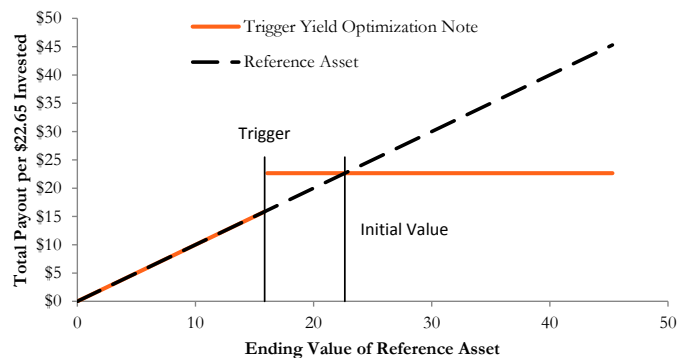 Total Payout per $22.65 Invested
$50
$45
$40
$35
$30
$25
$20
$15
$10
$5
$0
Trigger Yield Optimization Note
Reference Asset
Trigger
Initial Value
0
10
20
30
40
50
Ending Value of Reference Asset